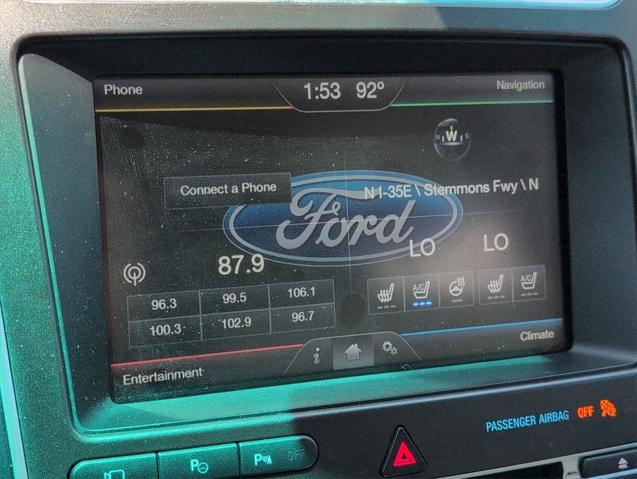 Phone 1:53 92° Navigation
N W S
Connect a Phone
Ford
N I-35E \ Stemmons Fwy \ N
87.9
LO LO
96.3 99.5 106.1
100.3 102.9 96.7
A/C A/C
Entertainment i Climate
PASSENGER AIRBAG OFF
P P OFF